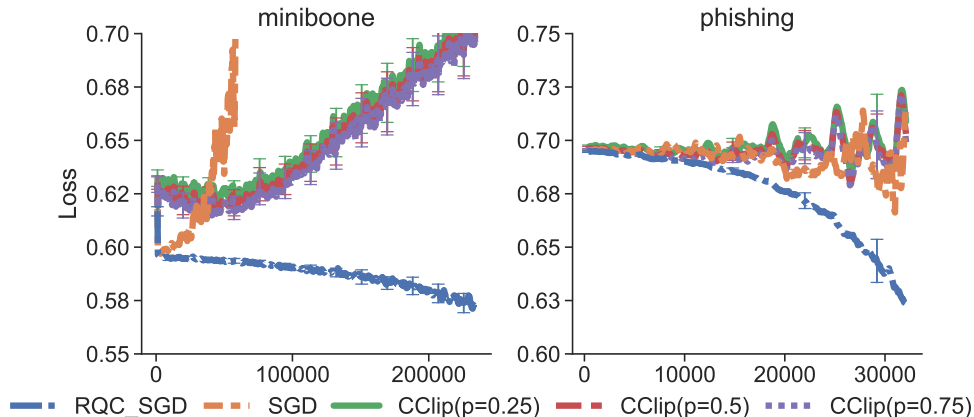 miniboone
phishing
Loss
0.70
0.68
0.65
0.62
0.60
0.58
0.55
0
100000
200000
0.75
0.73
0.70
0.68
0.65
0.63
0.60
0
10000
20000
30000
RQC_SGD
SGD
CClip(p=0.25)
CClip(p=0.5)
CClip(p=0.75)